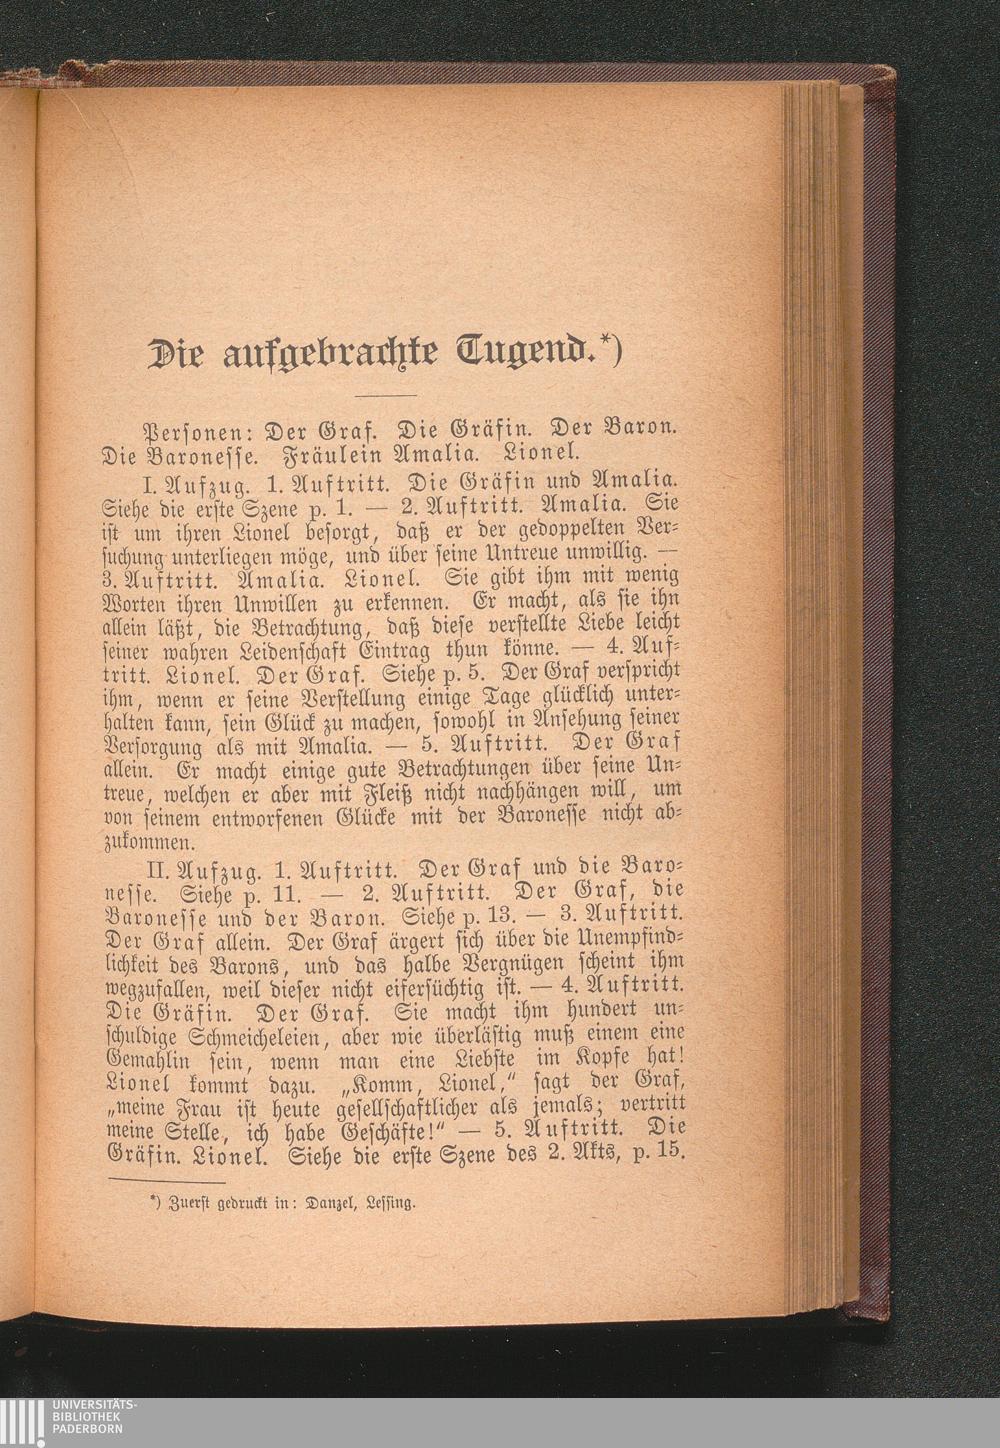 Die aufgebrachte Tugend.*)
Personen: Der Graf. Die Gräfin. Der Baron.
Die Baronesse. Fräulein Amalia. Lionel.
I. Aufzug. 1. Auftritt. Die Gräfin und Amalia.
Siehe die erste Szene p. 1. — 2. Auftritt. Amalia. Sie
ist um ihren Lionel besorgt, daß er der gedoppelten Ver-
suchung unterliegen möge, und über seine Untreue unwillig. —
3. Auftritt. Amalia. Lionel. Sie gibt ihm mit wenig
Worten ihren Unwillen zu erkennen. Er macht, als sie ihn
allein läßt, die Betrachtung, daß diese verstellte Liebe leicht
seiner wahren Leidenschaft Eintrag thun könne. — 4. Auf-
tritt. Lionel. Der Graf. Siehe p. 5. Der Graf verspricht
ihm, wenn er seine Verstellung einige Tage glücklich unter-
halten kann, sein Glück zu machen, sowohl in Ansehung seiner
Versorgung als mit Amalia. — 5. Auftritt. Der Graf
allein. Er macht einige gute Betrachtungen über seine Un-
treue, welchen er aber mit Fleiß nicht nachhängen will, um
von seinem entworfenen Glücke mit der Baronesse nicht ab-
zukommen.
II. Aufzug. 1. Auftritt. Der Graf und die Baro-
nesse. Siehe p. 11. — 2. Auftritt. Der Graf, die
Baronesse und der Baron. Siehe p. 13. — 3. Auftritt.
Der Graf allein. Der Graf ärgert sich über die Unempfind-
lichkeit des Barons, und das halbe Vergnügen scheint ihm
wegzufallen, weil dieser nicht eifersüchtig ist. — 4. Auftritt.
Die Gräfin. Der Graf. Sie macht ihm hundert un-
schuldige Schmeicheleien, aber wie überlästig muß einem eine
Gemahlin sein, wenn man eine Liebste im Kopfe hat!
Lionel kommt dazu. „Komm, Lionel,“ sagt der Graf,
„meine Frau ist heute gesellschaftlicher als jemals; vertritt
meine Stelle, ich habe Geschäfte!“ — 5. Auftritt. Die
Gräfin. Lionel. Siehe die erste Szene des 2. Akts, p. 15.
*) Zuerst gedruckt in: Danzel, Lessing.
UNIVERSITÄTS-
BIBLIOTHEK
PADERBORN